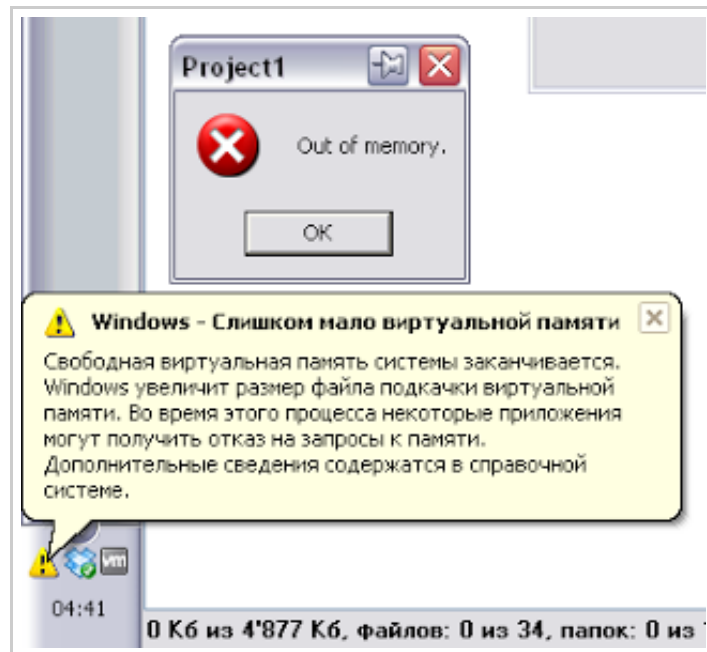 Project1
Out of memory.
OK
Windows - Слишком мало виртуальной памяти
Свободная виртуальная память системы заканчивается.
Windows увеличит размер файла подкачки виртуальной
памяти. Во время этого процесса некоторые приложения
могут получить отказ на запросы к памяти.
Дополнительные сведения содержатся в справочной
системе.
vm
04:41
0 Кб из 4'877 Кб, файлов: 0 из 34, папок: 0 из